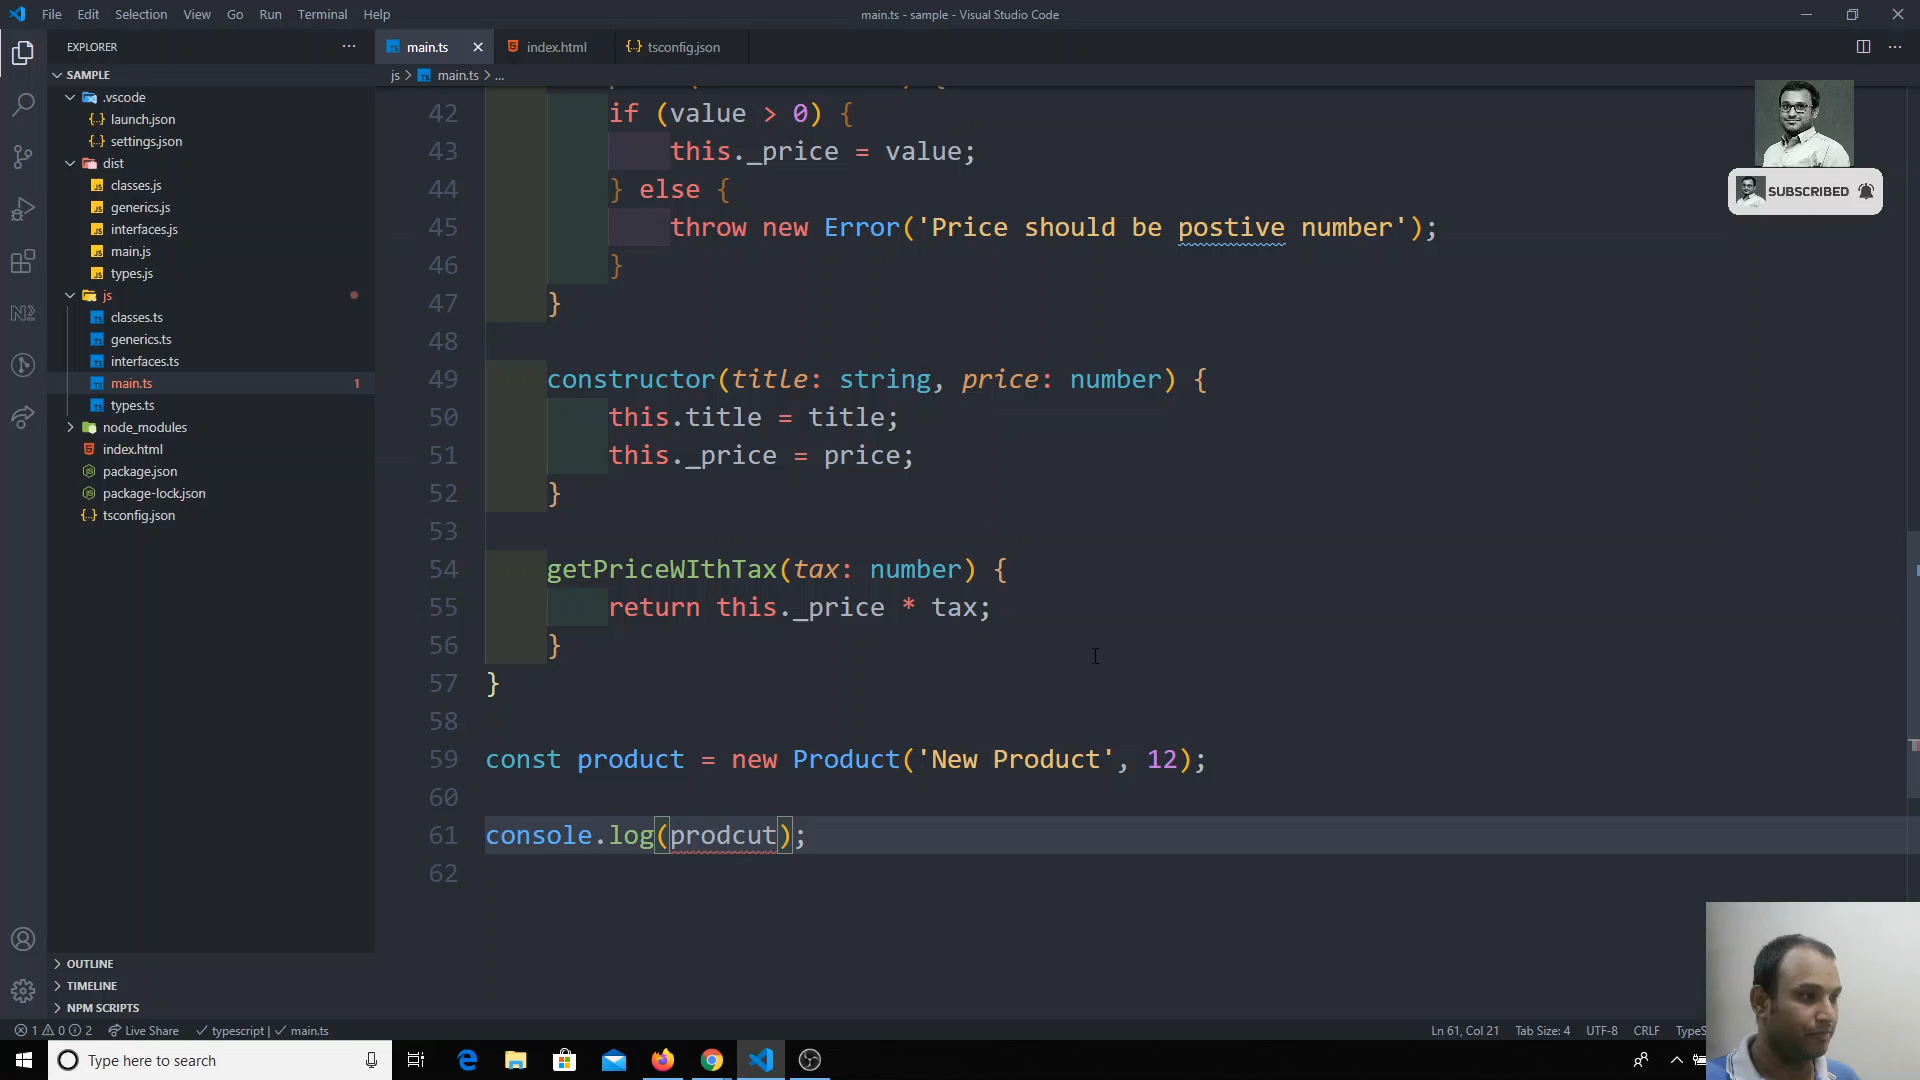 File Edit Selection View Go Run Terminal Help
main.ts - sample - Visual Studio Code
EXPLORER
SAMPLE
.vscode
launch.json
settings.json
dist
classes.js
generics.js
interfaces.js
main.js
types.js
js
classes.ts
generics.ts
interfaces.ts
main.ts 1
types.ts
node_modules
index.html
package.json
package-lock.json
tsconfig.json
OUTLINE
TIMELINE
NPM SCRIPTS
main.ts index.html tsconfig.json
js > main.ts > ...
42 if (value > 0) {
43 this._price = value;
44 } else {
45 throw new Error('Price should be postive number');
46 }
47 }
48
49 constructor(title: string, price: number) {
50 this.title = title;
51 this._price = price;
52 }
53
54 getPriceWIthTax(tax: number) {
55 return this._price * tax;
56 }
57 }
58
59 const product = new Product('New Product', 12);
60
61 console.log(prodcut);
62
SUBSCRIBED
1 0 2 Live Share typescript | main.ts
Ln 61, Col 21 Tab Size: 4 UTF-8 CRLF
Type here to search